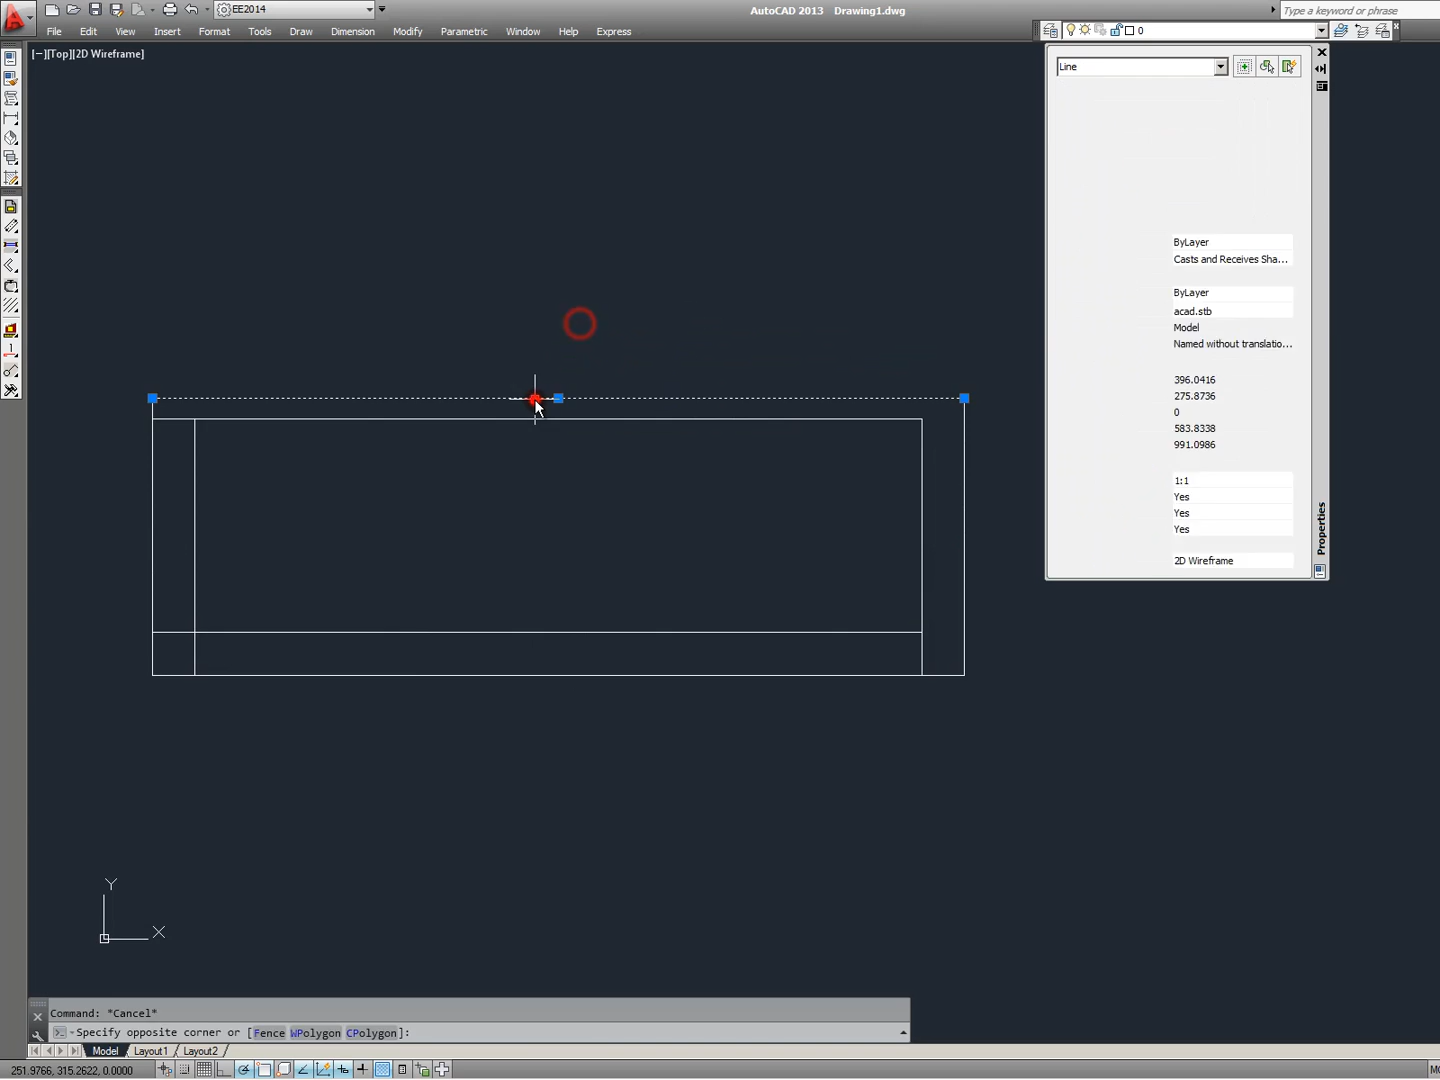 EE2014
AutoCAD 2013 Drawing1.dwg
Type a keyword or phrase
File Edit View Insert Format Tools Draw Dimension Modify Parametric Window Help Express
0
[−][Top][2D Wireframe]
Line
ByLayer
Casts and Receives Sha...
ByLayer
acad.stb
Model
Named without translatio...
396.0416
275.8736
0
583.8338
991.0986
1:1
Yes
Yes
Yes
2D Wireframe
Properties
Y
X
Command: *Cancel*
Specify opposite corner or [Fence WPolygon CPolygon]:
Model Layout1 Layout2
251.9766, 315.2622, 0.0000